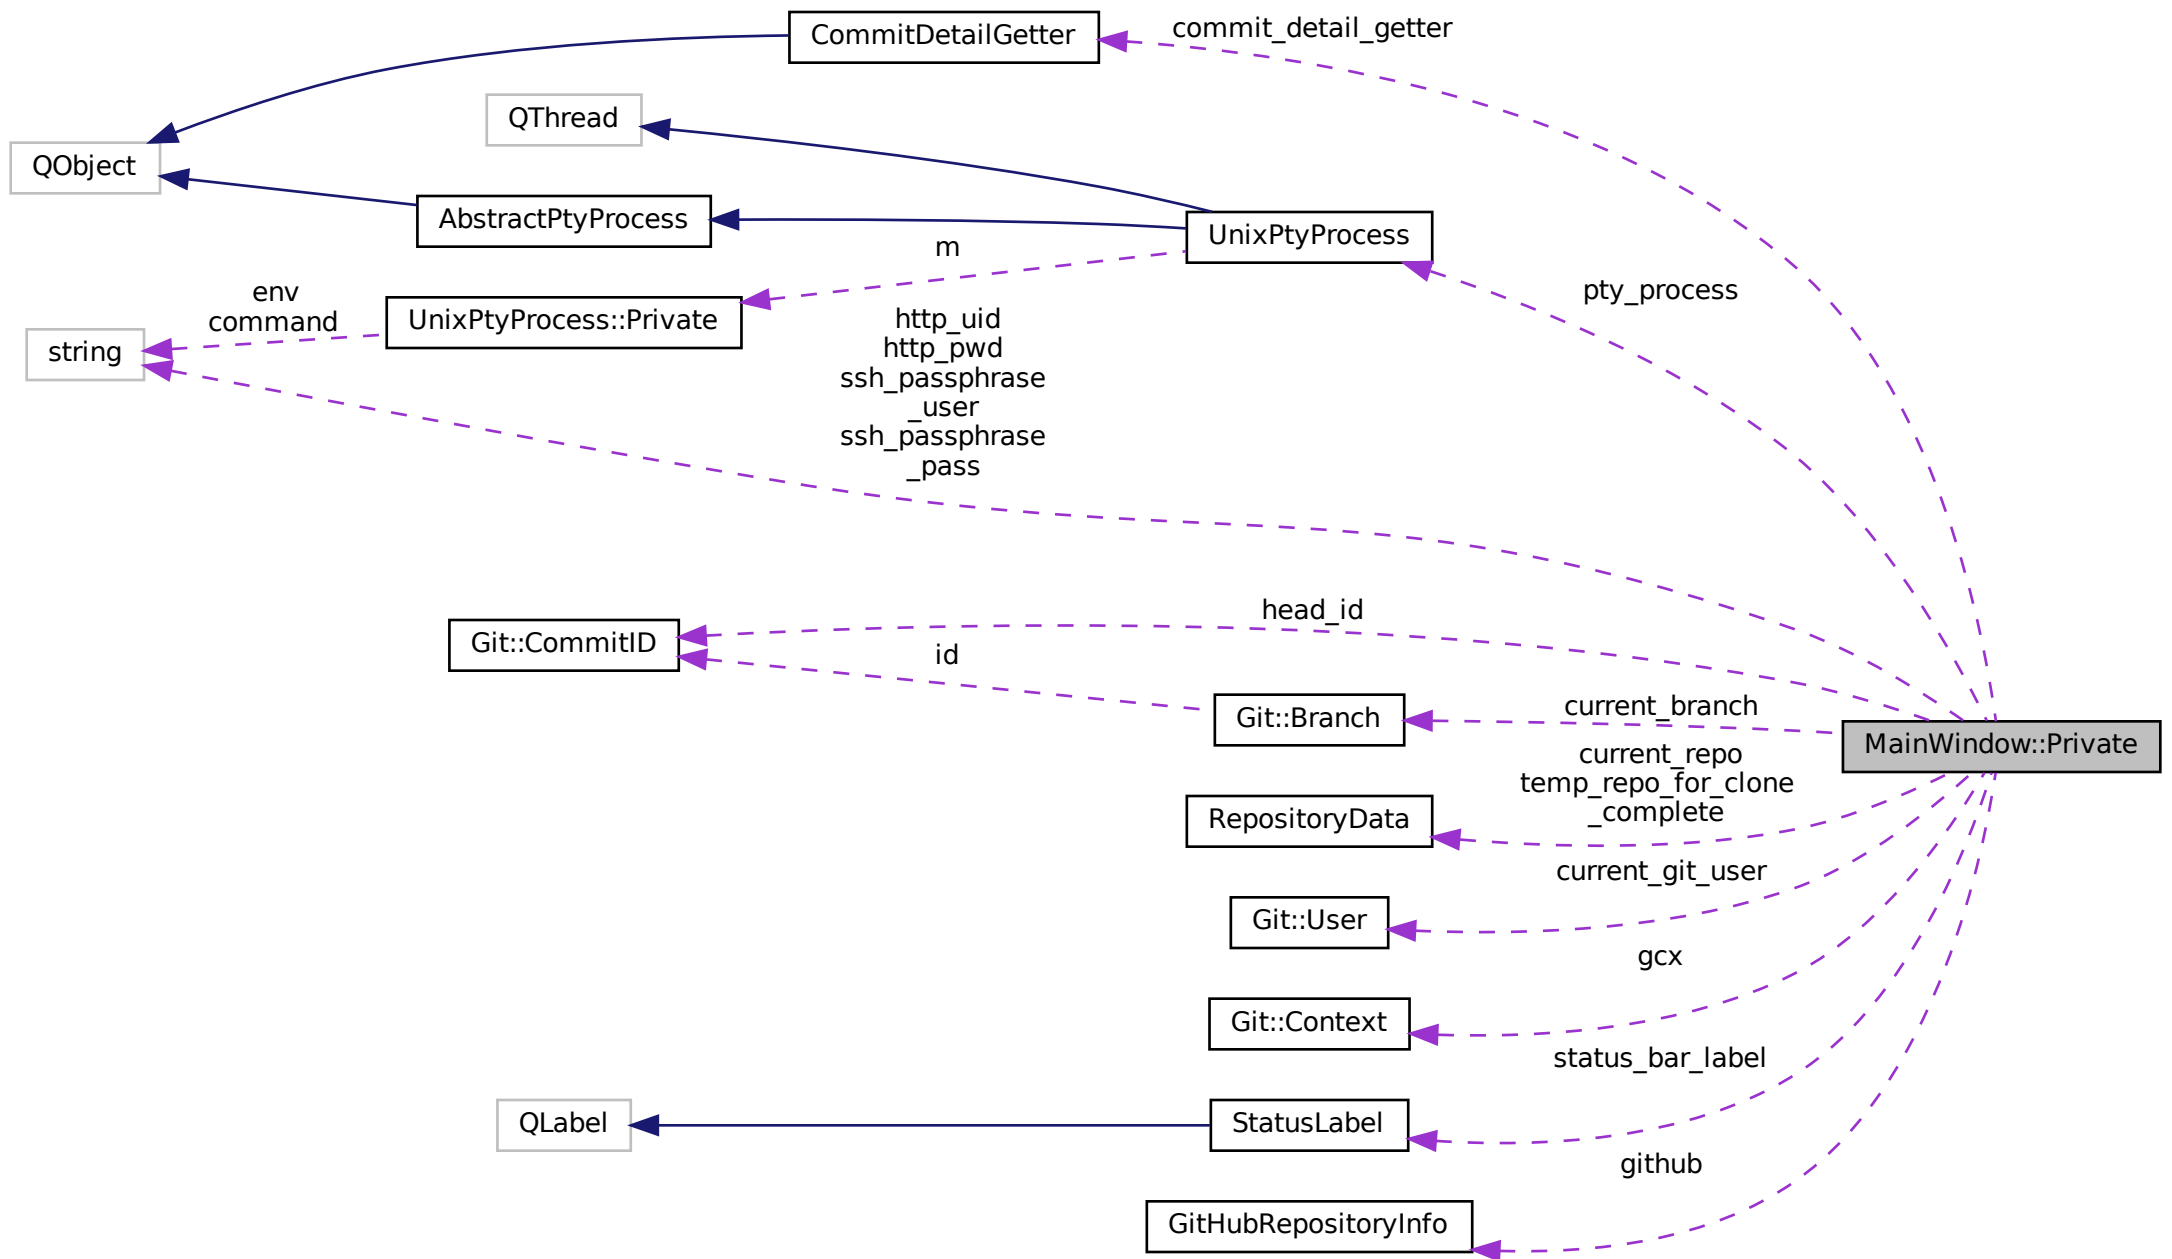 CommitDetailGetter
commit_detail_getter
QThread
QObject
AbstractPtyProcess
UnixPtyProcess
m
pty_process
env
command
UnixPtyProcess::Private
string
http_uid
http_pwd
ssh_passphrase
_user
ssh_passphrase
_pass
head_id
Git::CommitID
id
Git::Branch
current_branch
MainWindow::Private
current_repo
temp_repo_for_clone
_complete
RepositoryData
current_git_user
Git::User
gcx
Git::Context
status_bar_label
QLabel
StatusLabel
github
GitHubRepositoryInfo